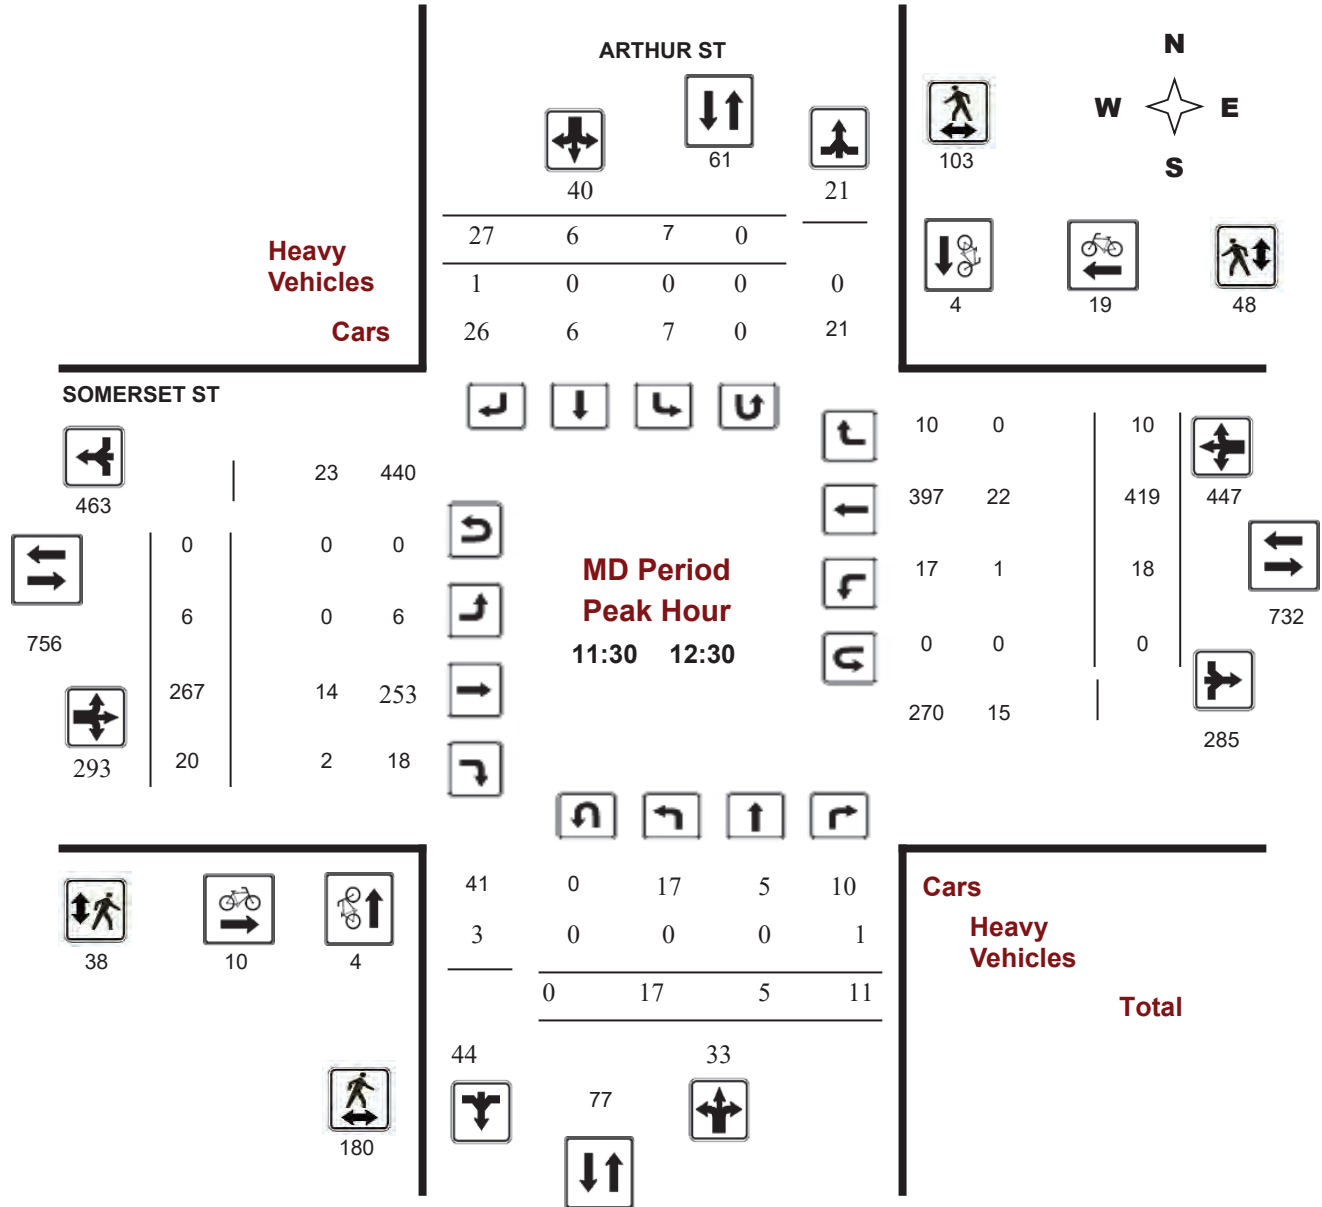 ARTHUR ST
N
W E
S
61
103
40
21
27 6 7 0
Heavy
Vehicles
1 0 0 0 0
4 19 48
Cars
26 6 7 0 21
SOMERSET ST
10 0 10
23 440
463
397 22 419 447
0 0 0
MD Period
17 1 18
Peak Hour
6 0 6
732
756
11:30 12:30
0 0 0
267 14 253
270 15
285
293 20 2 18
41 0 17 5 10
Cars
3 0 0 0 1
Heavy
Vehicles
38 10 4
0 17 5 11
Total
44 33
77
180